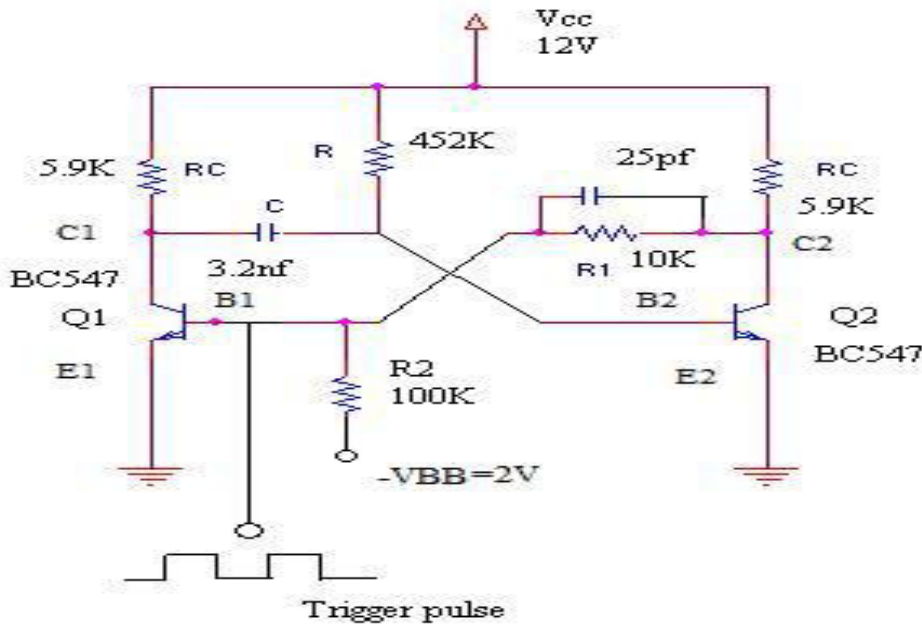 Vcc
12V
5.9K
RC
R
452K
25pf
RC
5.9K
C1
C
3.2nf
R1
10K
C2
BC547
B1
B2
Q1
Q2
BC547
E1
R2
100K
E2
-VBB=2V
Trigger pulse